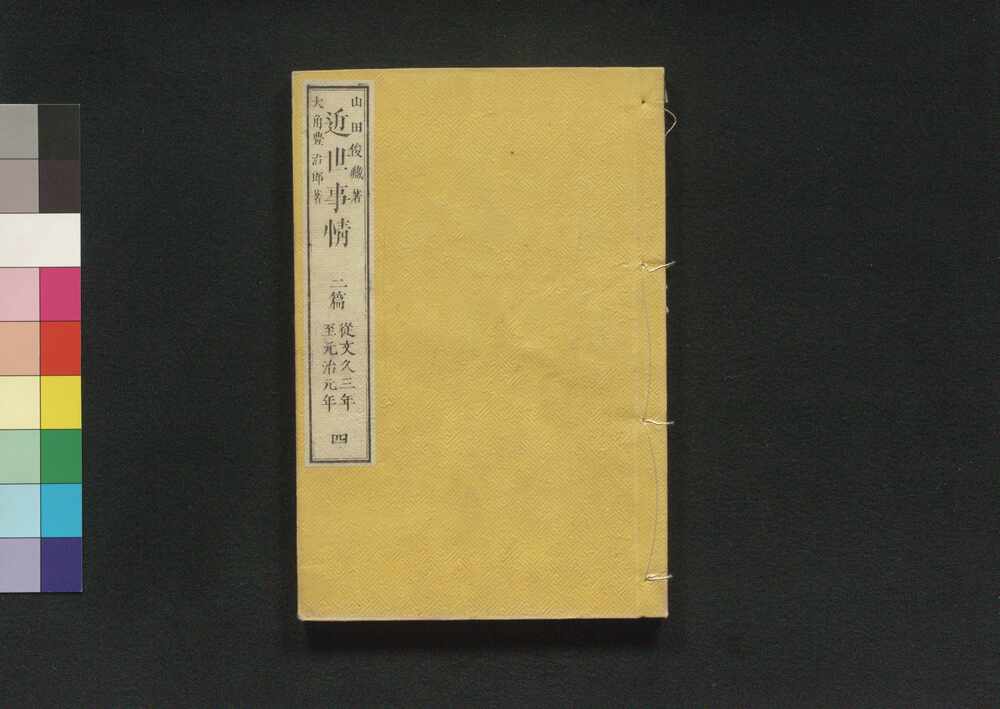 山田俊蔵著
大角豊治郎著
近世事情
二篇
従文久三年
至元治元年
四